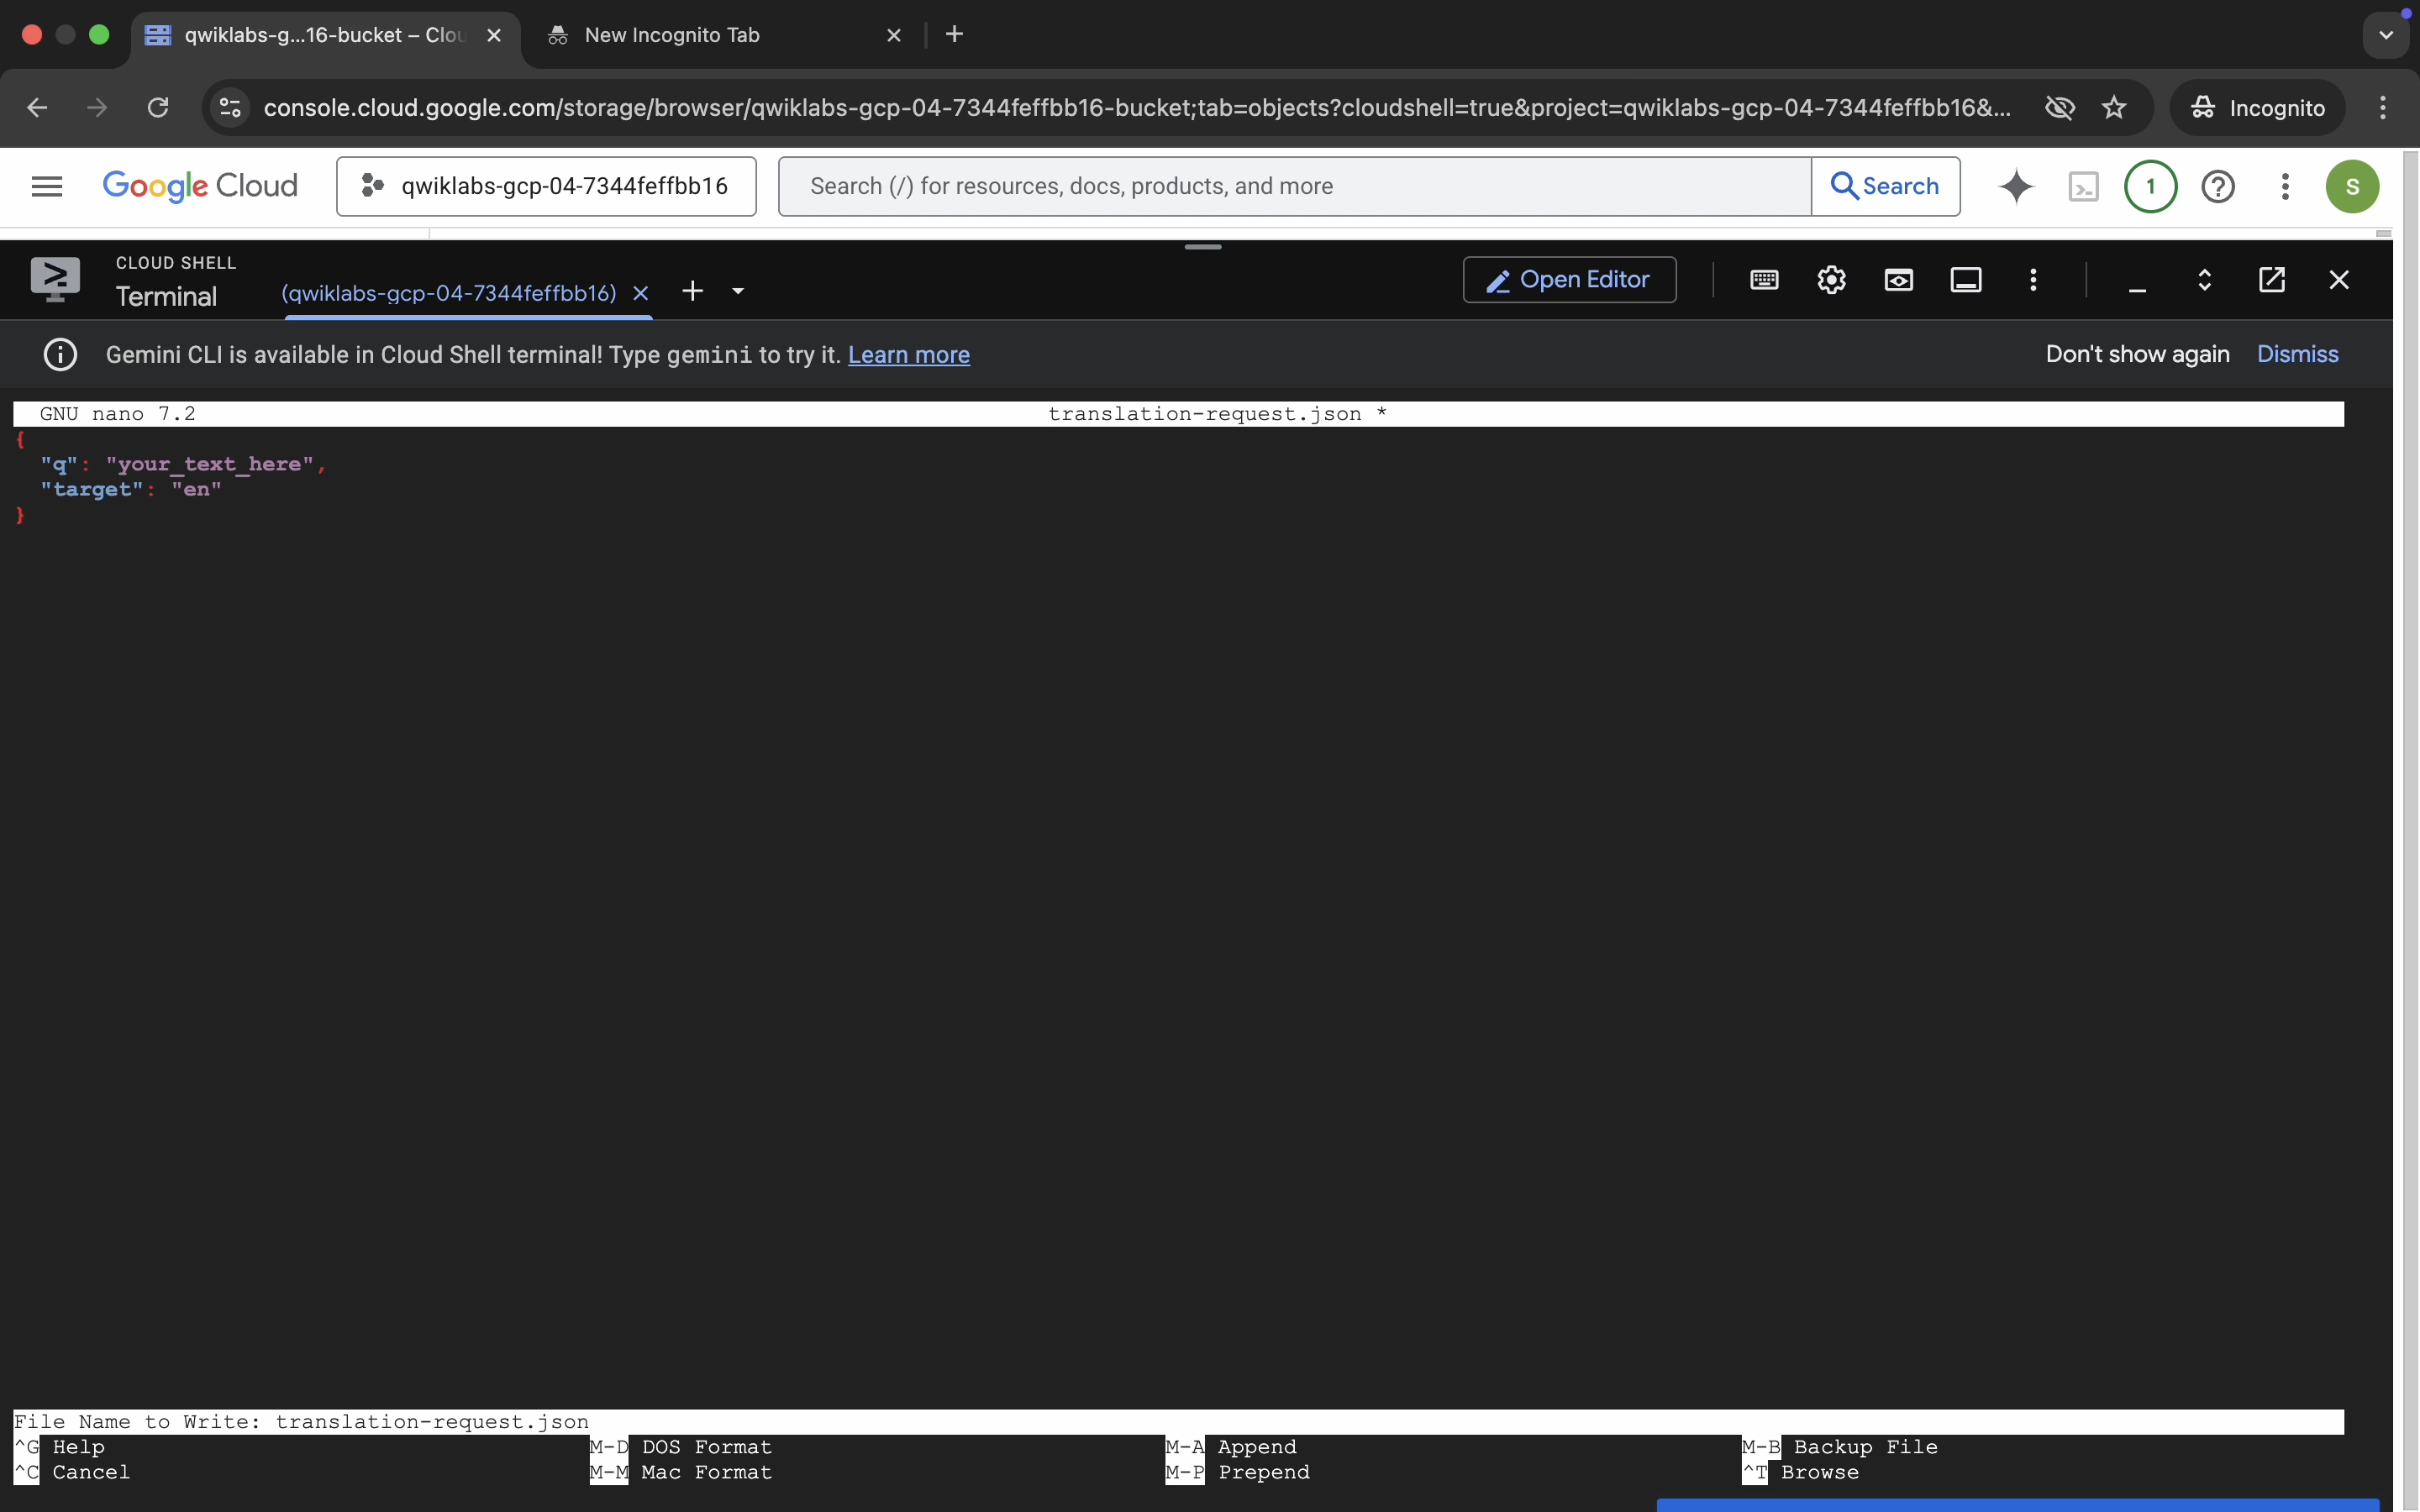 qwiklabs-g...16-bucket – Clou
New Incognito Tab
console.cloud.google.com/storage/browser/qwiklabs-gcp-04-7344feffbb16-bucket;tab=objects?cloudshell=true&project=qwiklabs-gcp-04-7344feffbb16&...
Incognito
Google Cloud
qwiklabs-gcp-04-7344feffbb16
Search (/) for resources, docs, products, and more
Search
1
S
CLOUD SHELL
Terminal
(qwiklabs-gcp-04-7344feffbb16)
Open Editor
Gemini CLI is available in Cloud Shell terminal! Type gemini to try it. Learn more
Don't show again
Dismiss
GNU nano 7.2 translation-request.json *
{
"q": "your_text_here",
"target": "en"
}
File Name to Write: translation-request.json
^G Help M-D DOS Format M-A Append M-B Backup File
^C Cancel M-M Mac Format M-P Prepend ^T Browse